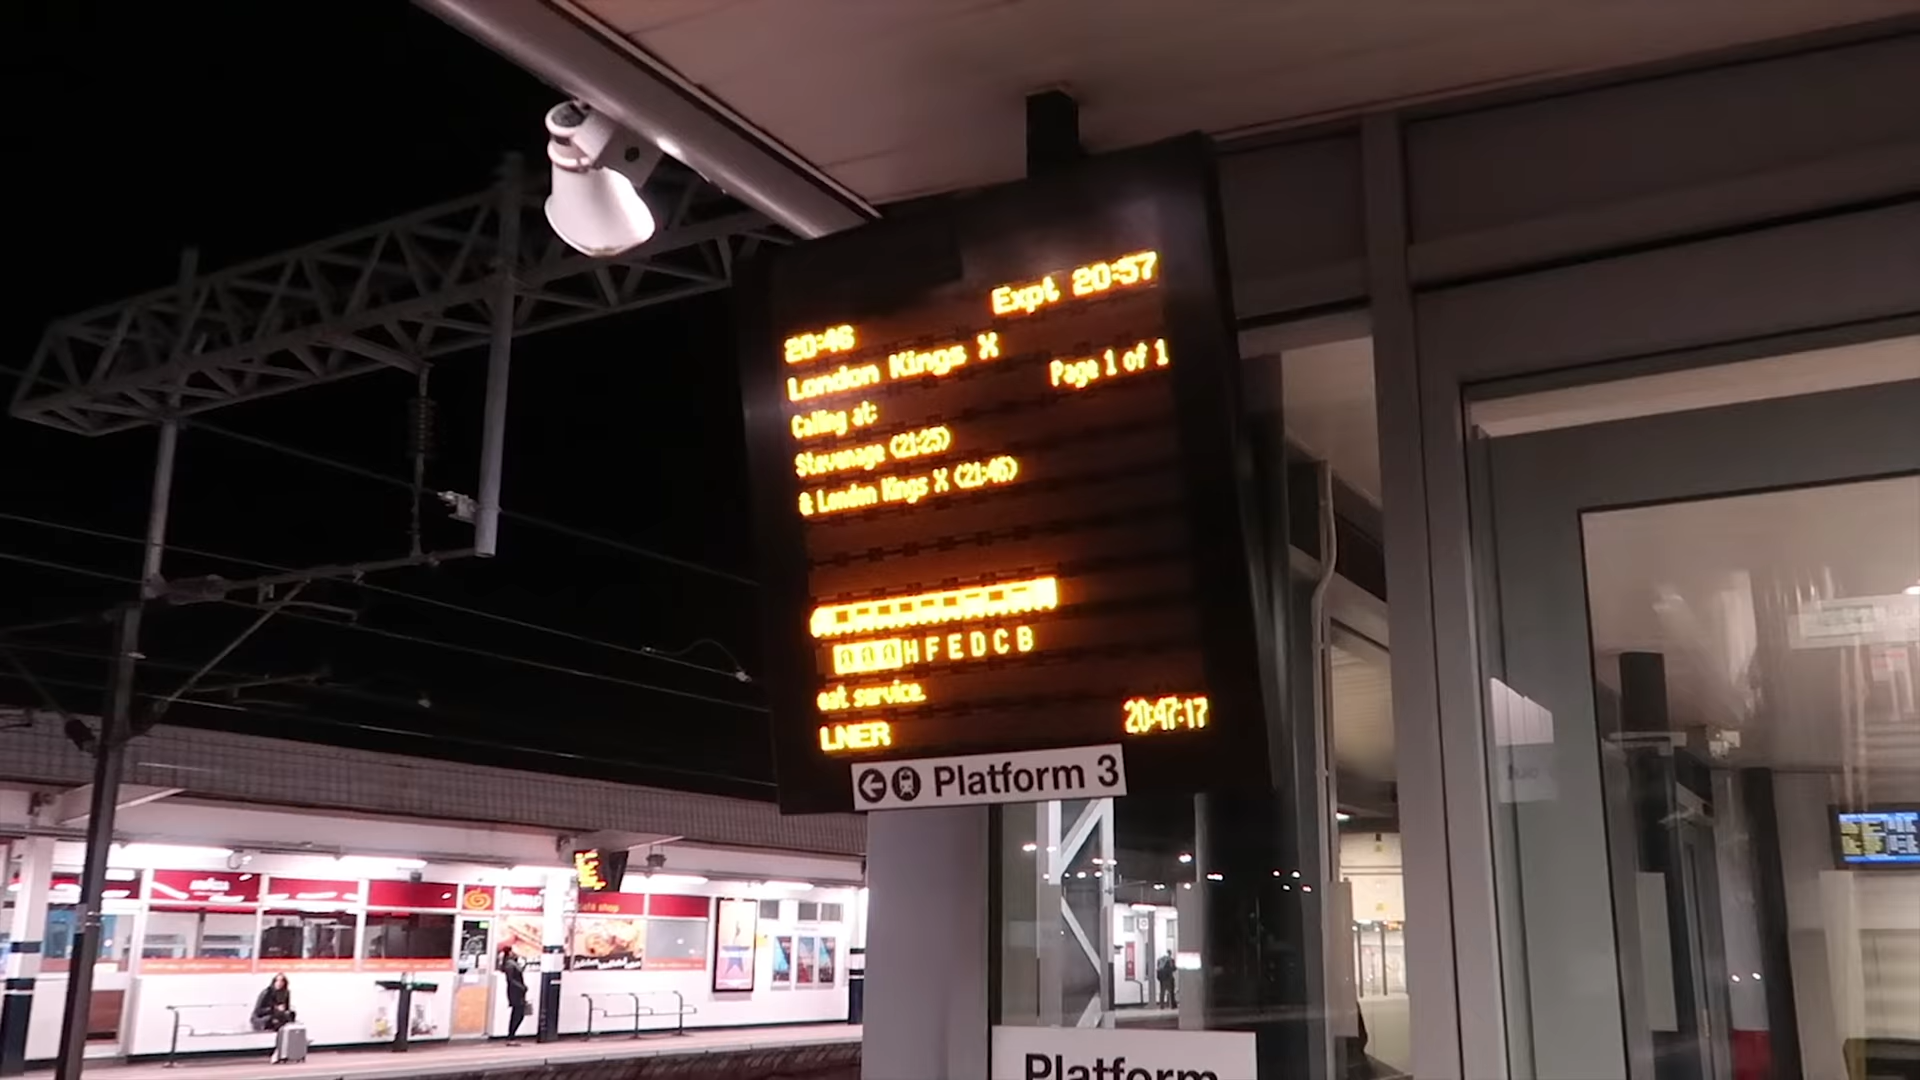 20:46 Expt 20:57
London Kings X
Page 1 of 1
Calling at:
Stevenage (21:25)
& London Kings X (21:46)
H F E D C B
eat service.
LNER 20:47:17
Platform 3
Platform